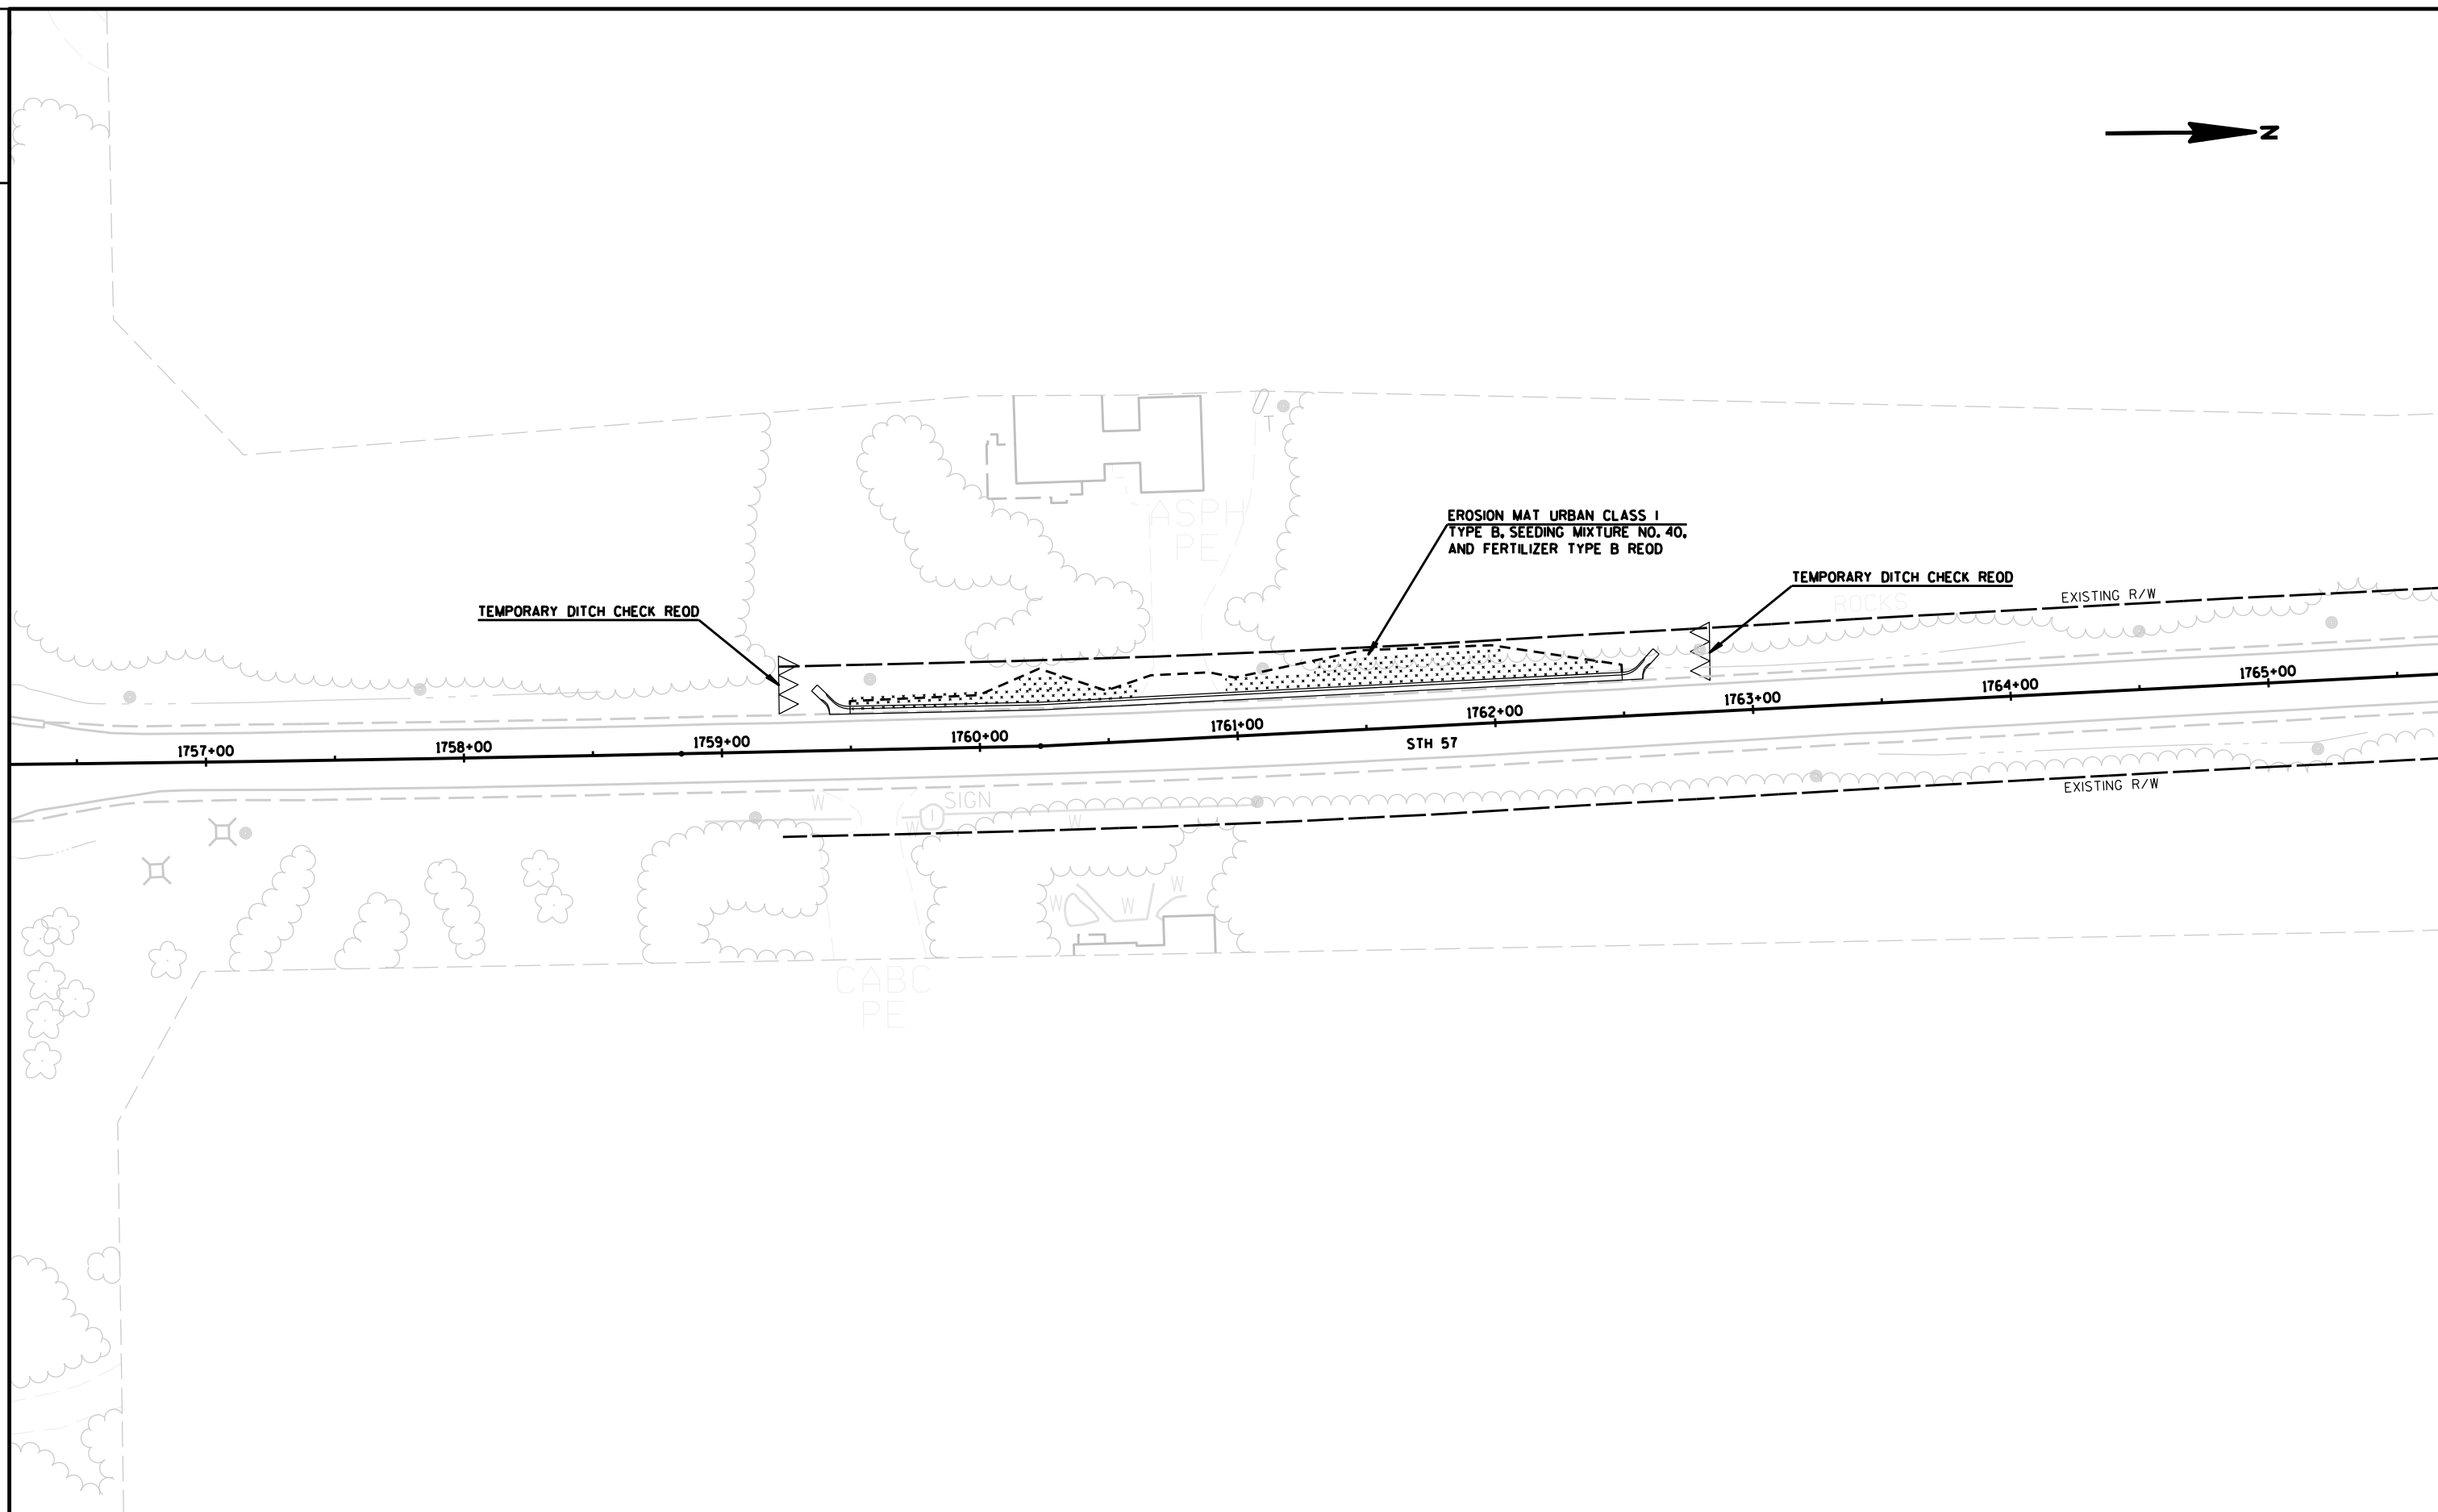 N
T
ASPH
PE
EROSION MAT URBAN CLASS I
TYPE B, SEEDING MIXTURE NO. 40,
AND FERTILIZER TYPE B REQD
TEMPORARY DITCH CHECK REQD
TEMPORARY DITCH CHECK REQD
ROCKS
EXISTING R/W
1757+00
1758+00
1759+00
1760+00
1761+00
1762+00
1763+00
1764+00
1765+00
STH 57
EXISTING R/W
W
SIGN
W
W
W
W
W
CABC
PE